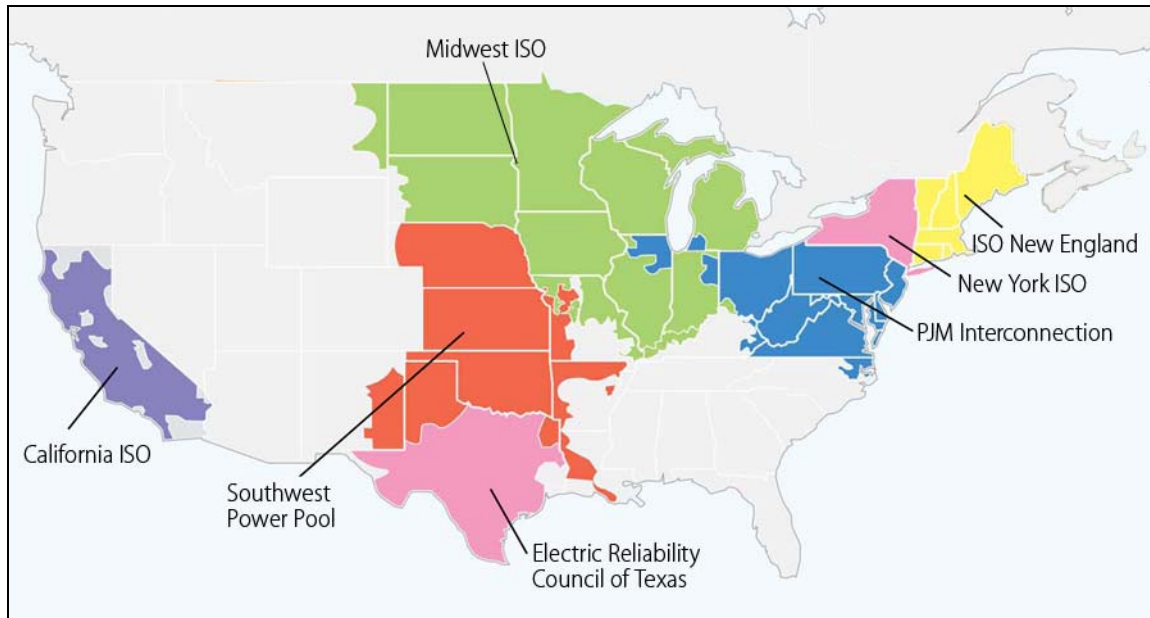 Midwest ISO
ISO New England
New York ISO
PJM Interconnection
California ISO
Southwest
Power Pool
Electric Reliability
Council of Texas